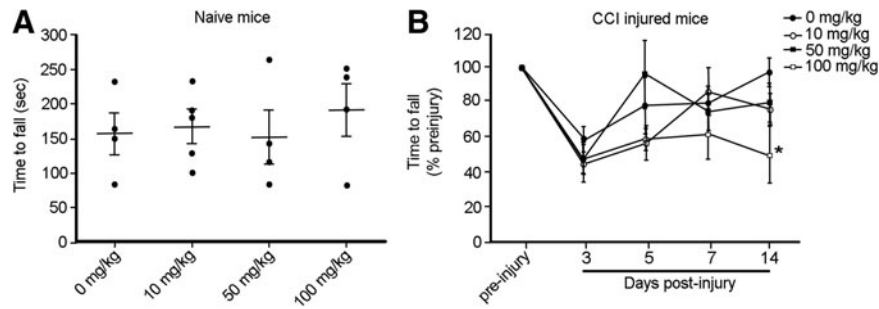 A
Naive mice
Time to fall (sec)
300
250
200
150
100
50
0
0 mg/kg
10 mg/kg
50 mg/kg
100 mg/kg
B
CCI injured mice
0 mg/kg
10 mg/kg
50 mg/kg
100 mg/kg
Time to fall
(% preinjury)
120
100
80
60
40
20
0
*
pre-injury
3 5 7 14
Days post-injury